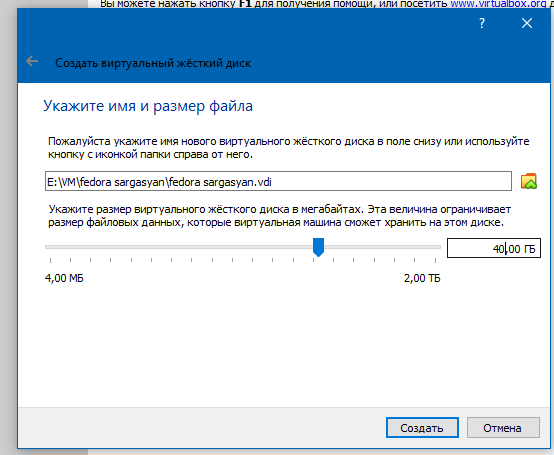 Вы можете нажать кнопку F1 для получения помощи, или посетить www.virtualbox.org
?
Создать виртуальный жёсткий диск
Укажите имя и размер файла
Пожалуйста укажите имя нового виртуального жёсткого диска в поле снизу или используйте
кнопку с иконкой папки справа от него.
E:\VM\fedora sargasyan\fedora sargasyan.vdi
Укажите размер виртуального жёсткого диска в мегабайтах. Эта величина ограничивает
размер файловых данных, которые виртуальная машина сможет хранить на этом диске.
40,00 ГБ
4,00 МБ
2,00 ТБ
Создать
Отмена